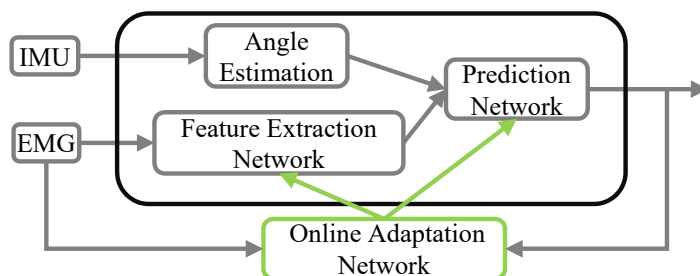 IMU
Angle
Estimation
Prediction
Network
EMG
Feature Extraction
Network
Online Adaptation
Network